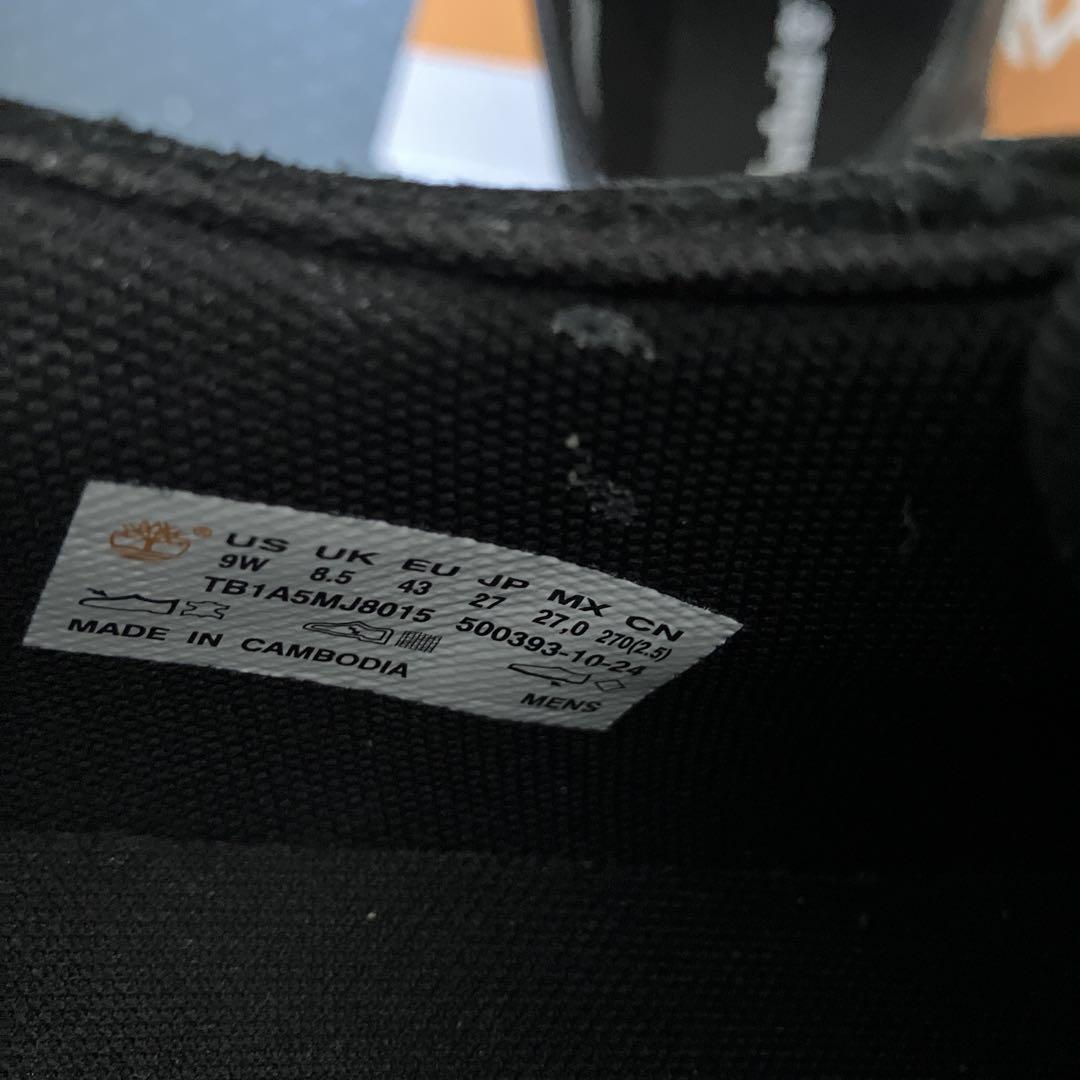 ® US UK EU JP MX CN
9W 8.5 43 27 27,0 270(2.5)
TB1A5MJ8015 500393-10-24
MADE IN CAMBODIA
MENS